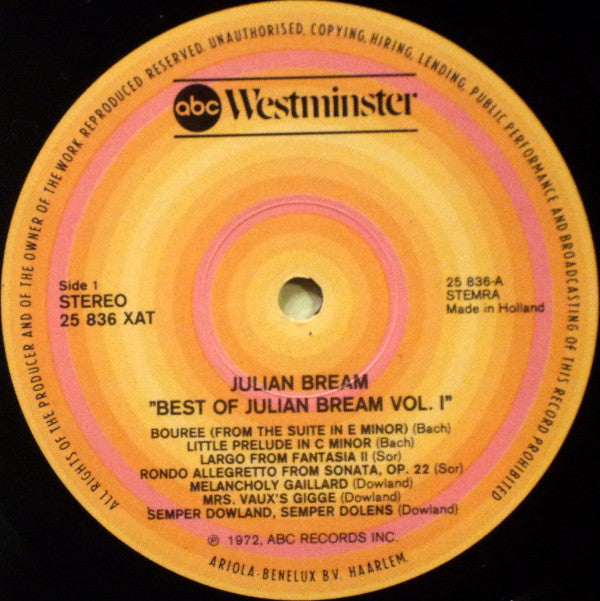 ALL RIGHTS OF THE PRODUCER AND OF THE OWNER OF THE WORK REPRODUCED RESERVED. UNAUTHORISED, COPYING, HIRING, LENDING, PUBLIC PERFORMANCE AND BROADCASTING OF THIS RECORD PROHIBITED
abc Westminster
Side 1
STEREO
25 836 XAT
25 836-A
STEMRA
Made in Holland
JULIAN BREAM
"BEST OF JULIAN BREAM VOL. I"
BOUREE (FROM THE SUITE IN E MINOR) (Bach)
LITTLE PRELUDE IN C MINOR (Bach)
LARGO FROM FANTASIA II (Sor)
RONDO ALLEGRETTO FROM SONATA, OP. 22 (Sor)
MELANCHOLY GAILLARD (Dowland)
MRS. VAUX'S GIGGE (Dowland)
SEMPER DOWLAND, SEMPER DOLENS (Dowland)
℗ 1972, ABC RECORDS INC.
ARIOLA-BENELUX B.V. HAARLEM.